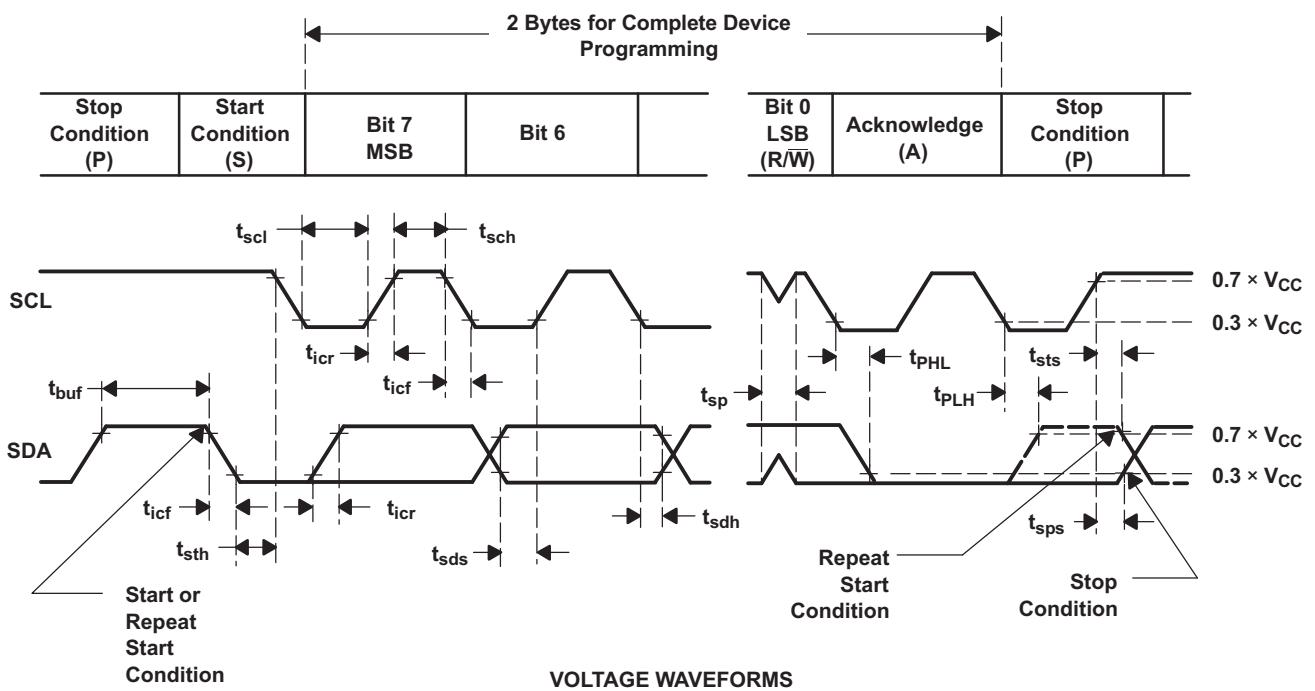 2 Bytes for Complete Device
Programming
Stop
Condition
(P)
Start
Condition
(S)
Bit 7
MSB
Bit 6
Bit 0
LSB
(R/W̅)
Acknowledge
(A)
Stop
Condition
(P)
tscl
tsch
SCL
0.7 × VCC
0.3 × VCC
ticr
ticf
tPHL
tsts
tbuf
tsp
tPLH
SDA
0.7 × VCC
0.3 × VCC
ticf
ticr
tsdh
tsps
tsth
tsds
Start or
Repeat
Start
Condition
Repeat
Start
Condition
Stop
Condition
VOLTAGE WAVEFORMS